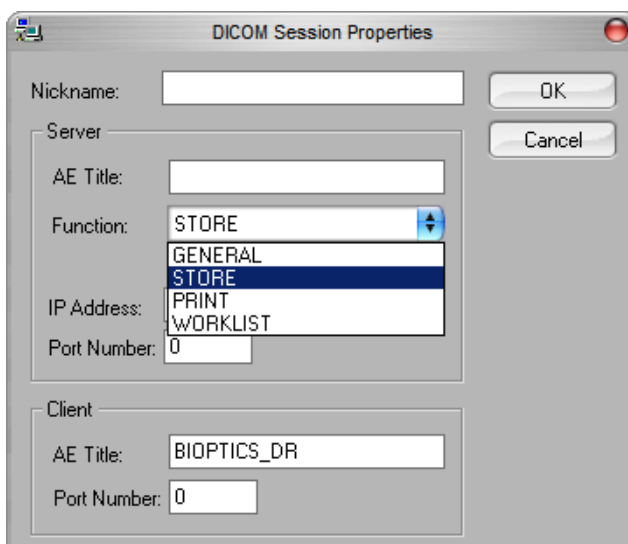 DICOM Session Properties
Nickname:
OK
Server
Cancel
AE Title:
Function: STORE
GENERAL
STORE
PRINT
WORKLIST
IP Address:
Port Number: 0
Client
AE Title: BIOPTICS_DR
Port Number: 0